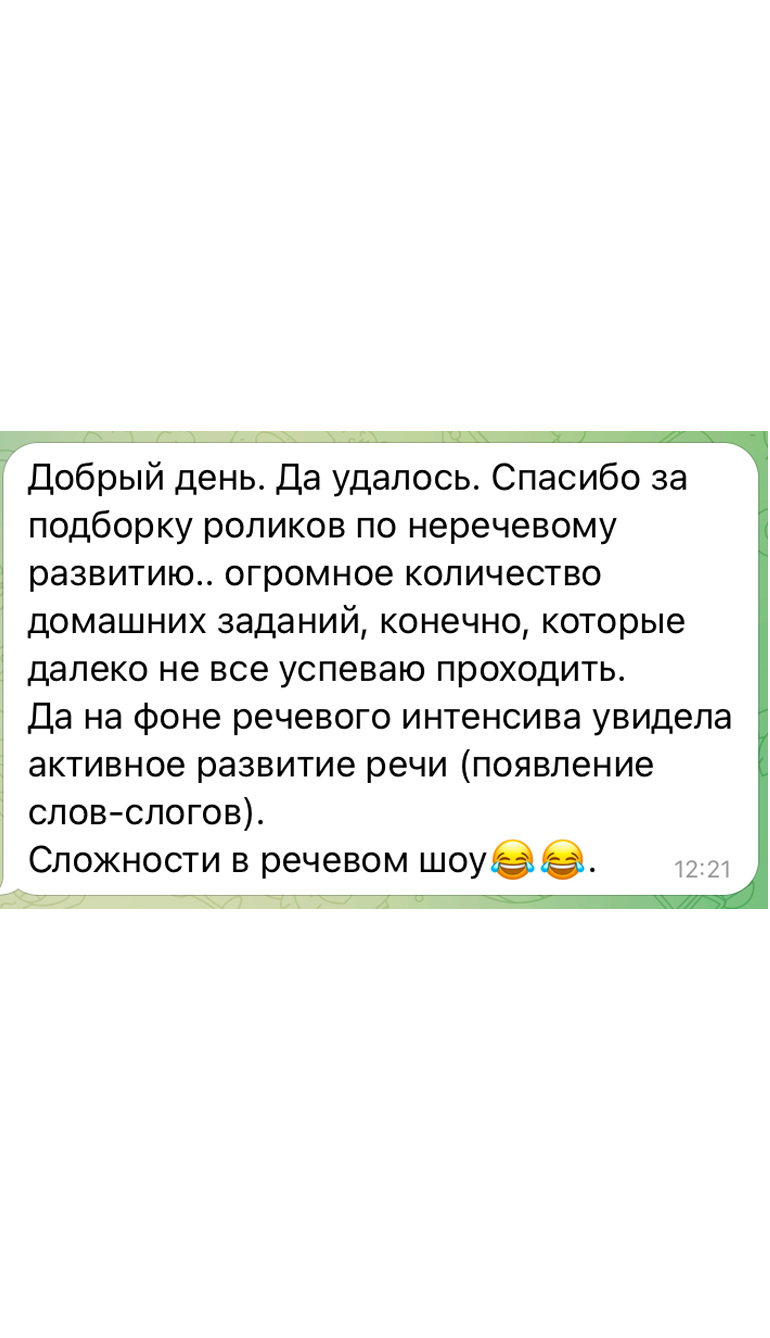 Добрый день. Да удалось. Спасибо за
подборку роликов по неречевому
развитию.. огромное количество
домашних заданий, конечно, которые
далеко не все успеваю проходить.
Да на фоне речевого интенсива увидела
активное развитие речи (появление
слов-слогов).
Сложности в речевом шоу😂😂.
12:21